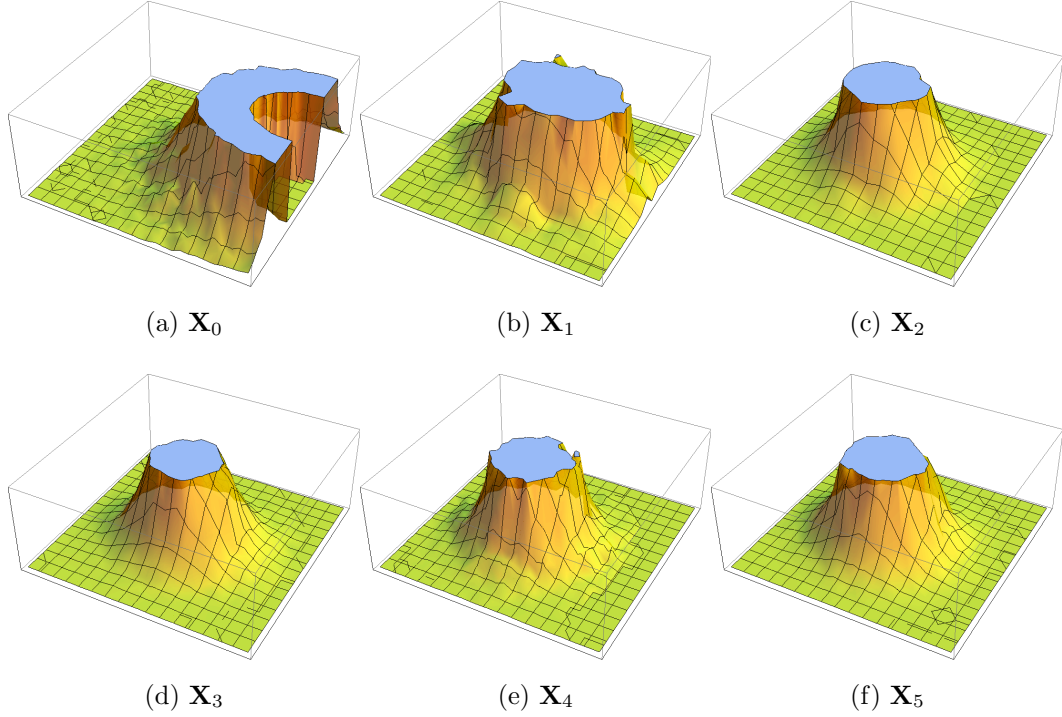 (a) X₀
(b) X₁
(c) X₂
(d) X₃
(e) X₄
(f) X₅